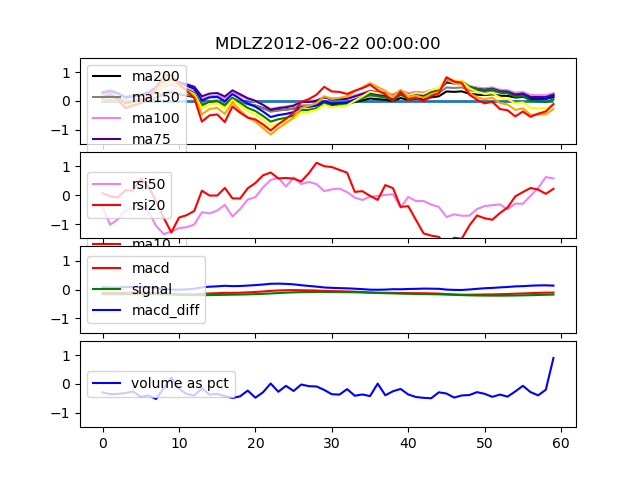 MDLZ2012-06-22 00:00:00
1
0
−1
ma200
ma150
ma100
ma75
1
0
−1
rsi50
rsi20
ma10
1
0
−1
macd
signal
macd_diff
1
0
−1
volume as pct
0 10 20 30 40 50 60